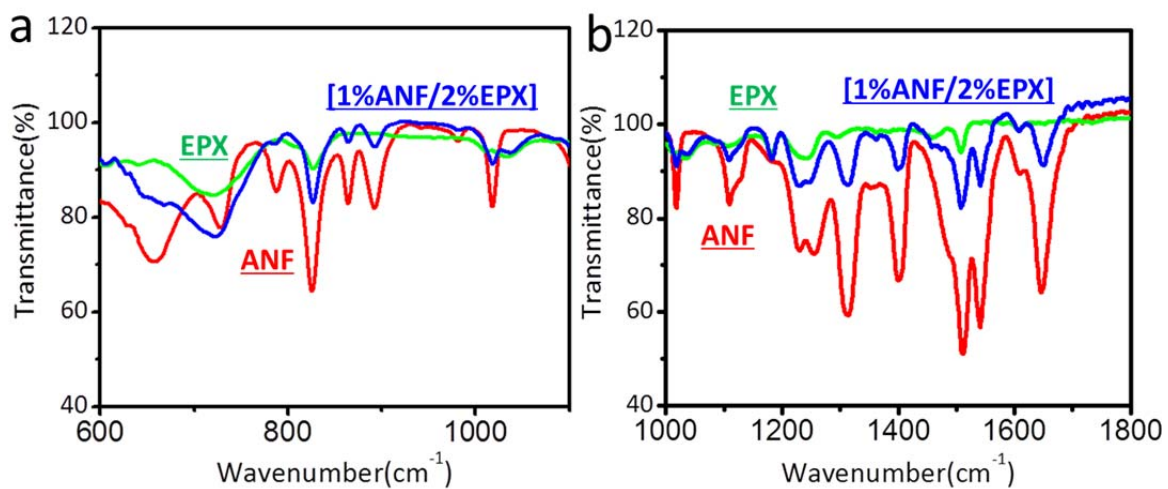 a
120
100
80
60
40
Transmittance(%)
[1%ANF/2%EPX]
EPX
ANF
600
800
1000
Wavenumber(cm⁻¹)
b
120
100
80
60
40
Transmittance(%)
EPX
[1%ANF/2%EPX]
ANF
1000
1200
1400
1600
1800
Wavenumber(cm⁻¹)